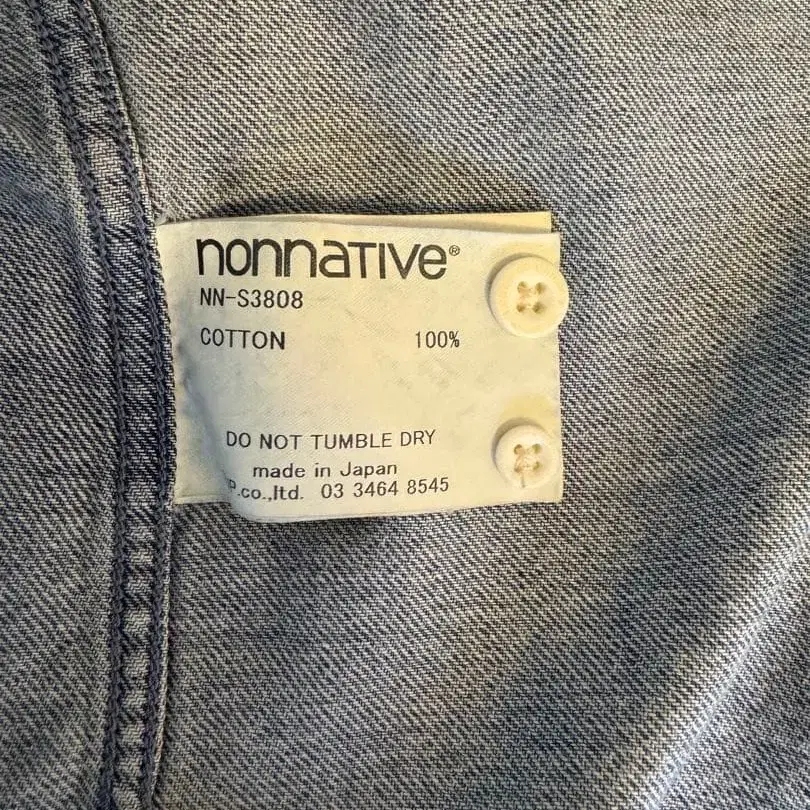 nonnative®
NN-S3808
COTTON 100%
DO NOT TUMBLE DRY
made in Japan
P.co.,ltd. 03 3464 8545